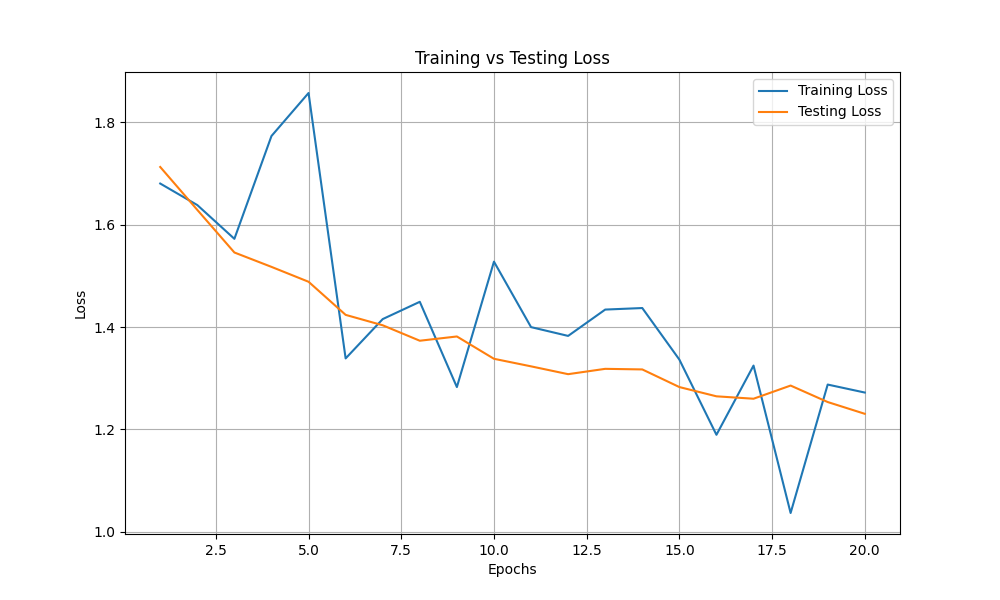 Training vs Testing Loss
Training Loss
Testing Loss
Loss
1.8
1.6
1.4
1.2
1.0
2.5 5.0 7.5 10.0 12.5 15.0 17.5 20.0
Epochs